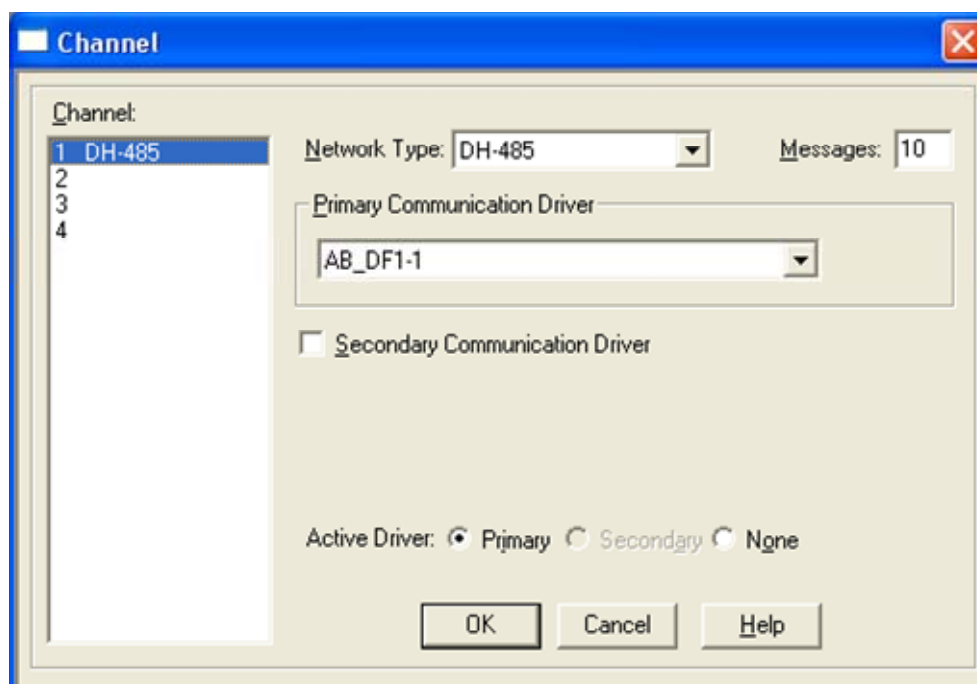 Channel
Channel:
1 DH-485
2
3
4
Network Type: DH-485
Messages: 10
Primary Communication Driver
AB_DF1-1
Secondary Communication Driver
Active Driver: Primary Secondary None
OK Cancel Help